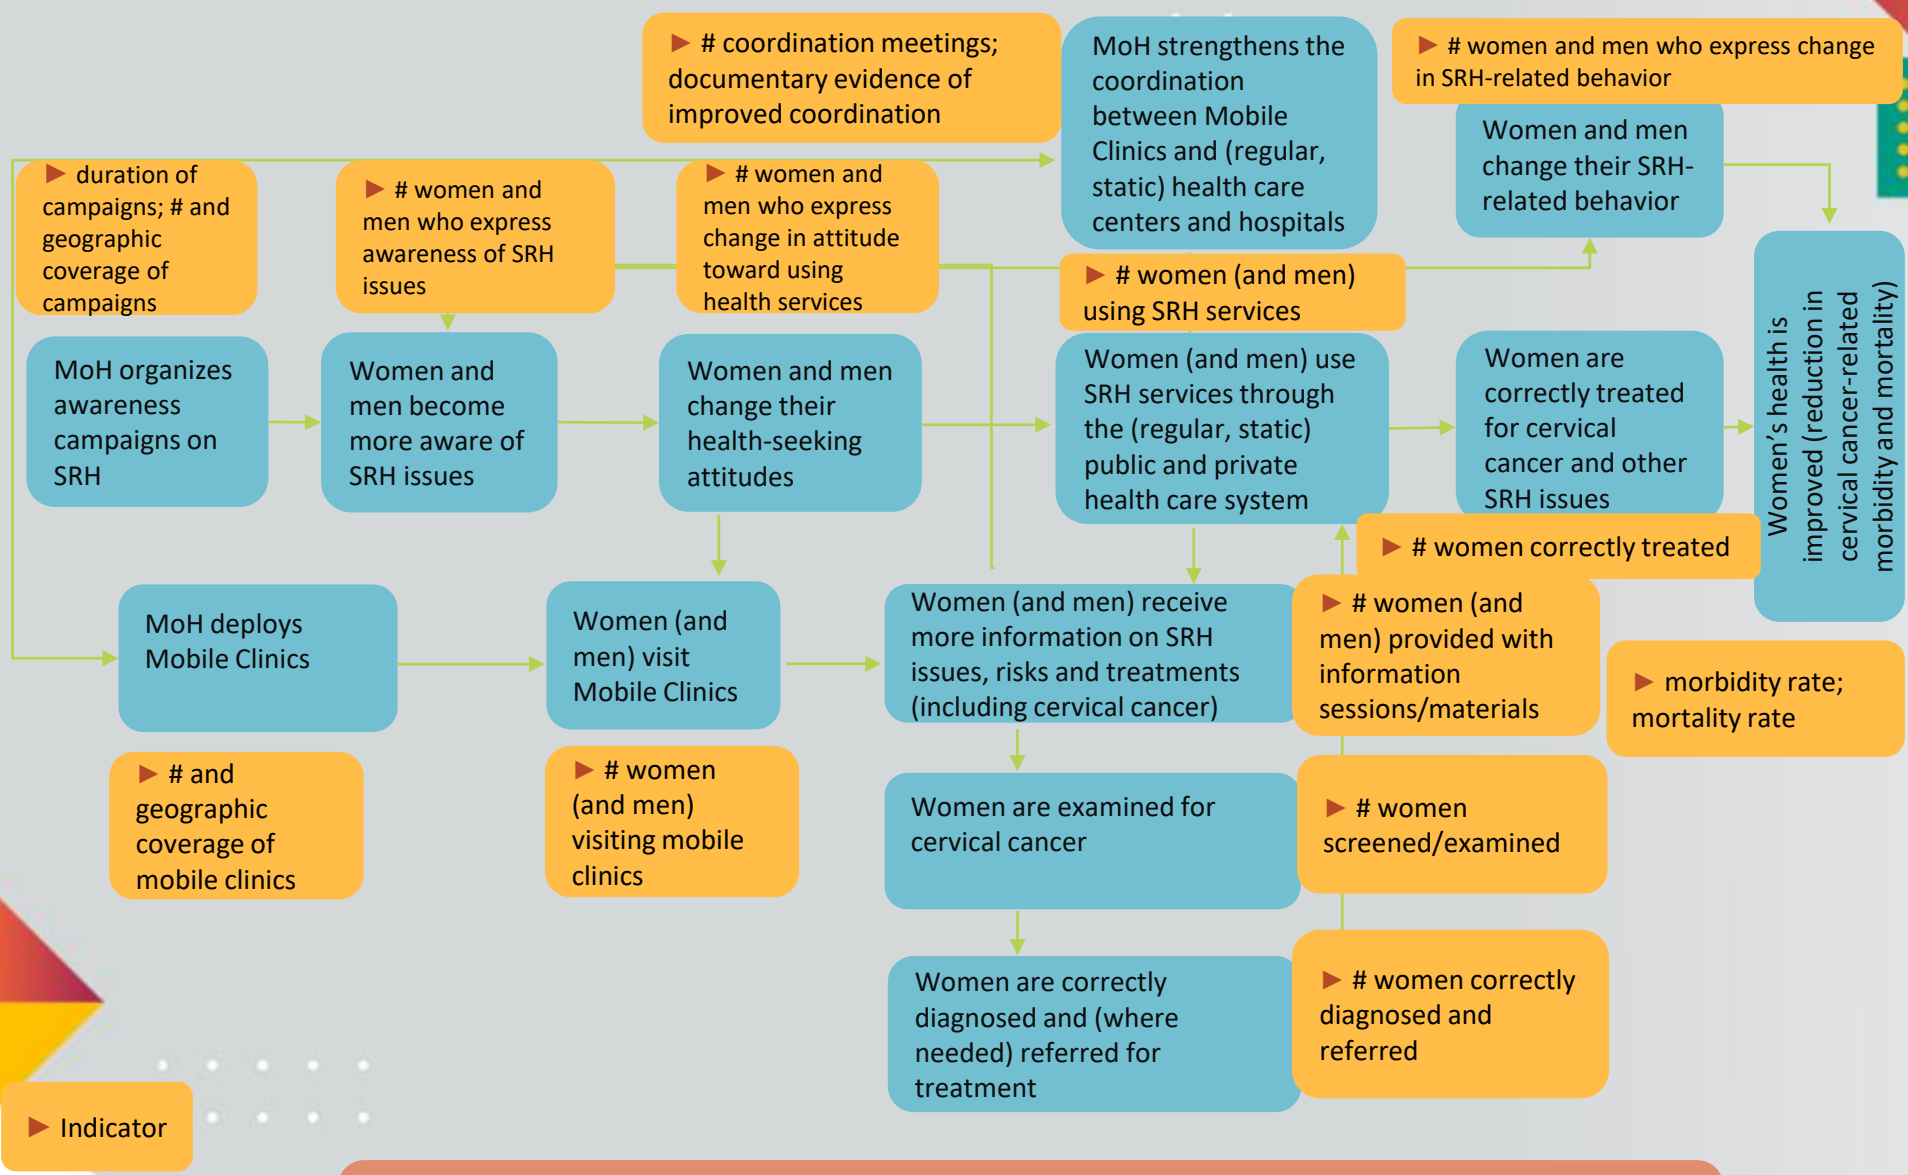 ► # coordination meetings;
documentary evidence of
improved coordination
MoH strengthens the
coordination
between Mobile
Clinics and (regular,
static) health care
centers and hospitals
► # women and men who express change
in SRH-related behavior
Women and men
change their SRH-
related behavior
► duration of
campaigns; # and
geographic
coverage of
campaigns
► # women and
men who express
awareness of SRH
issues
► # women and
men who express
change in attitude
toward using
health services
► # women (and men)
using SRH services
MoH organizes
awareness
campaigns on
SRH
Women and
men become
more aware of
SRH issues
Women and men
change their
health-seeking
attitudes
Women (and men) use
SRH services through
the (regular, static)
public and private
health care system
Women are
correctly treated
for cervical
cancer and other
SRH issues
Women’s health is
improved (reduction in
cervical cancer-related
morbidity and mortality)
► # women correctly treated
MoH deploys
Mobile Clinics
Women (and
men) visit
Mobile Clinics
Women (and men) receive
more information on SRH
issues, risks and treatments
(including cervical cancer)
► # women (and
men) provided with
information
sessions/materials
► morbidity rate;
mortality rate
► # and
geographic
coverage of
mobile clinics
► # women
(and men)
visiting mobile
clinics
Women are examined for
cervical cancer
► # women
screened/examined
Women are correctly
diagnosed and (where
needed) referred for
treatment
► # women correctly
diagnosed and
referred
► Indicator